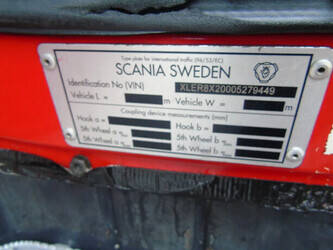 Type plate for international traffic (96/53/EC)
SCANIA SWEDEN
Identification No (VIN) XLER8X20005279449
Vehicle L = m Vehicle W = m
Coupling device measurements (mm)
Hook a = Hook b =
5th Wheel a = 5th Wheel b =
5th Wheel a = 5th Wheel b =